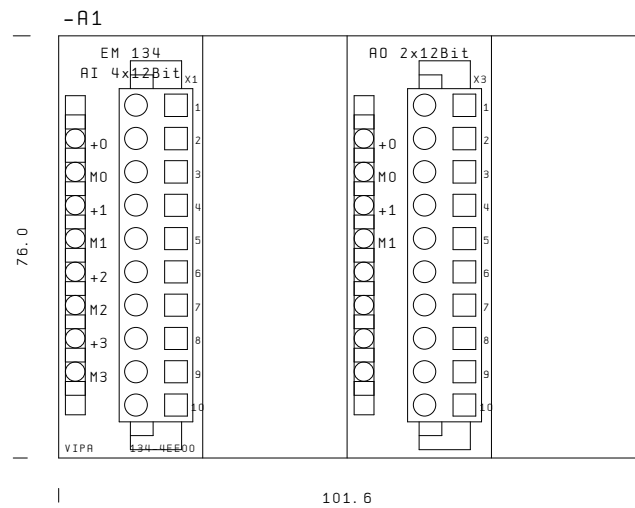 -A1
EM 134
AI 4x12Bit
X1
1
+0 2
M0 3
+1 4
M1 5
+2 6
M2 7
+3 8
M3 9
10
VIPA 134-4EE00
AO 2x12Bit
X3
1
+0 2
M0 3
+1 4
M1 5
6
7
8
9
10
76.0
101.6